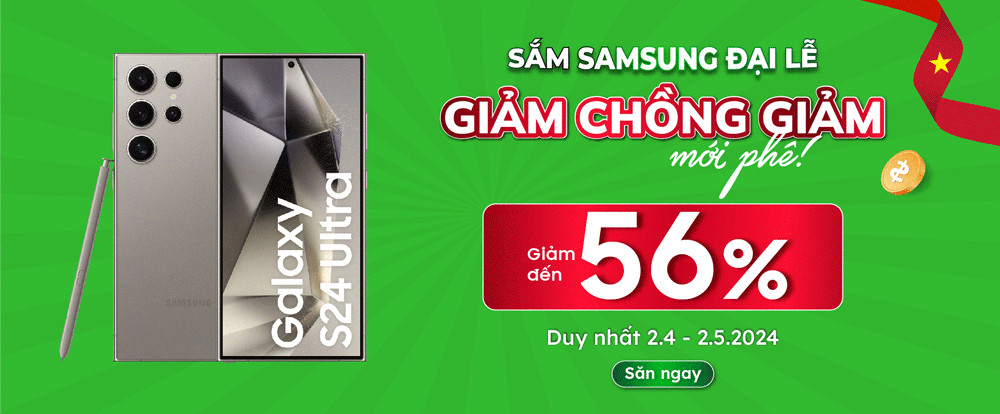 SẮM SAMSUNG ĐẠI LỄ
GIẢM CHỒNG GIẢM
mới phê!
Giảm
đến
56%
Duy nhất 2.4 - 2.5.2024
Săn ngay
SAMSUNG
Galaxy
S24 Ultra
$